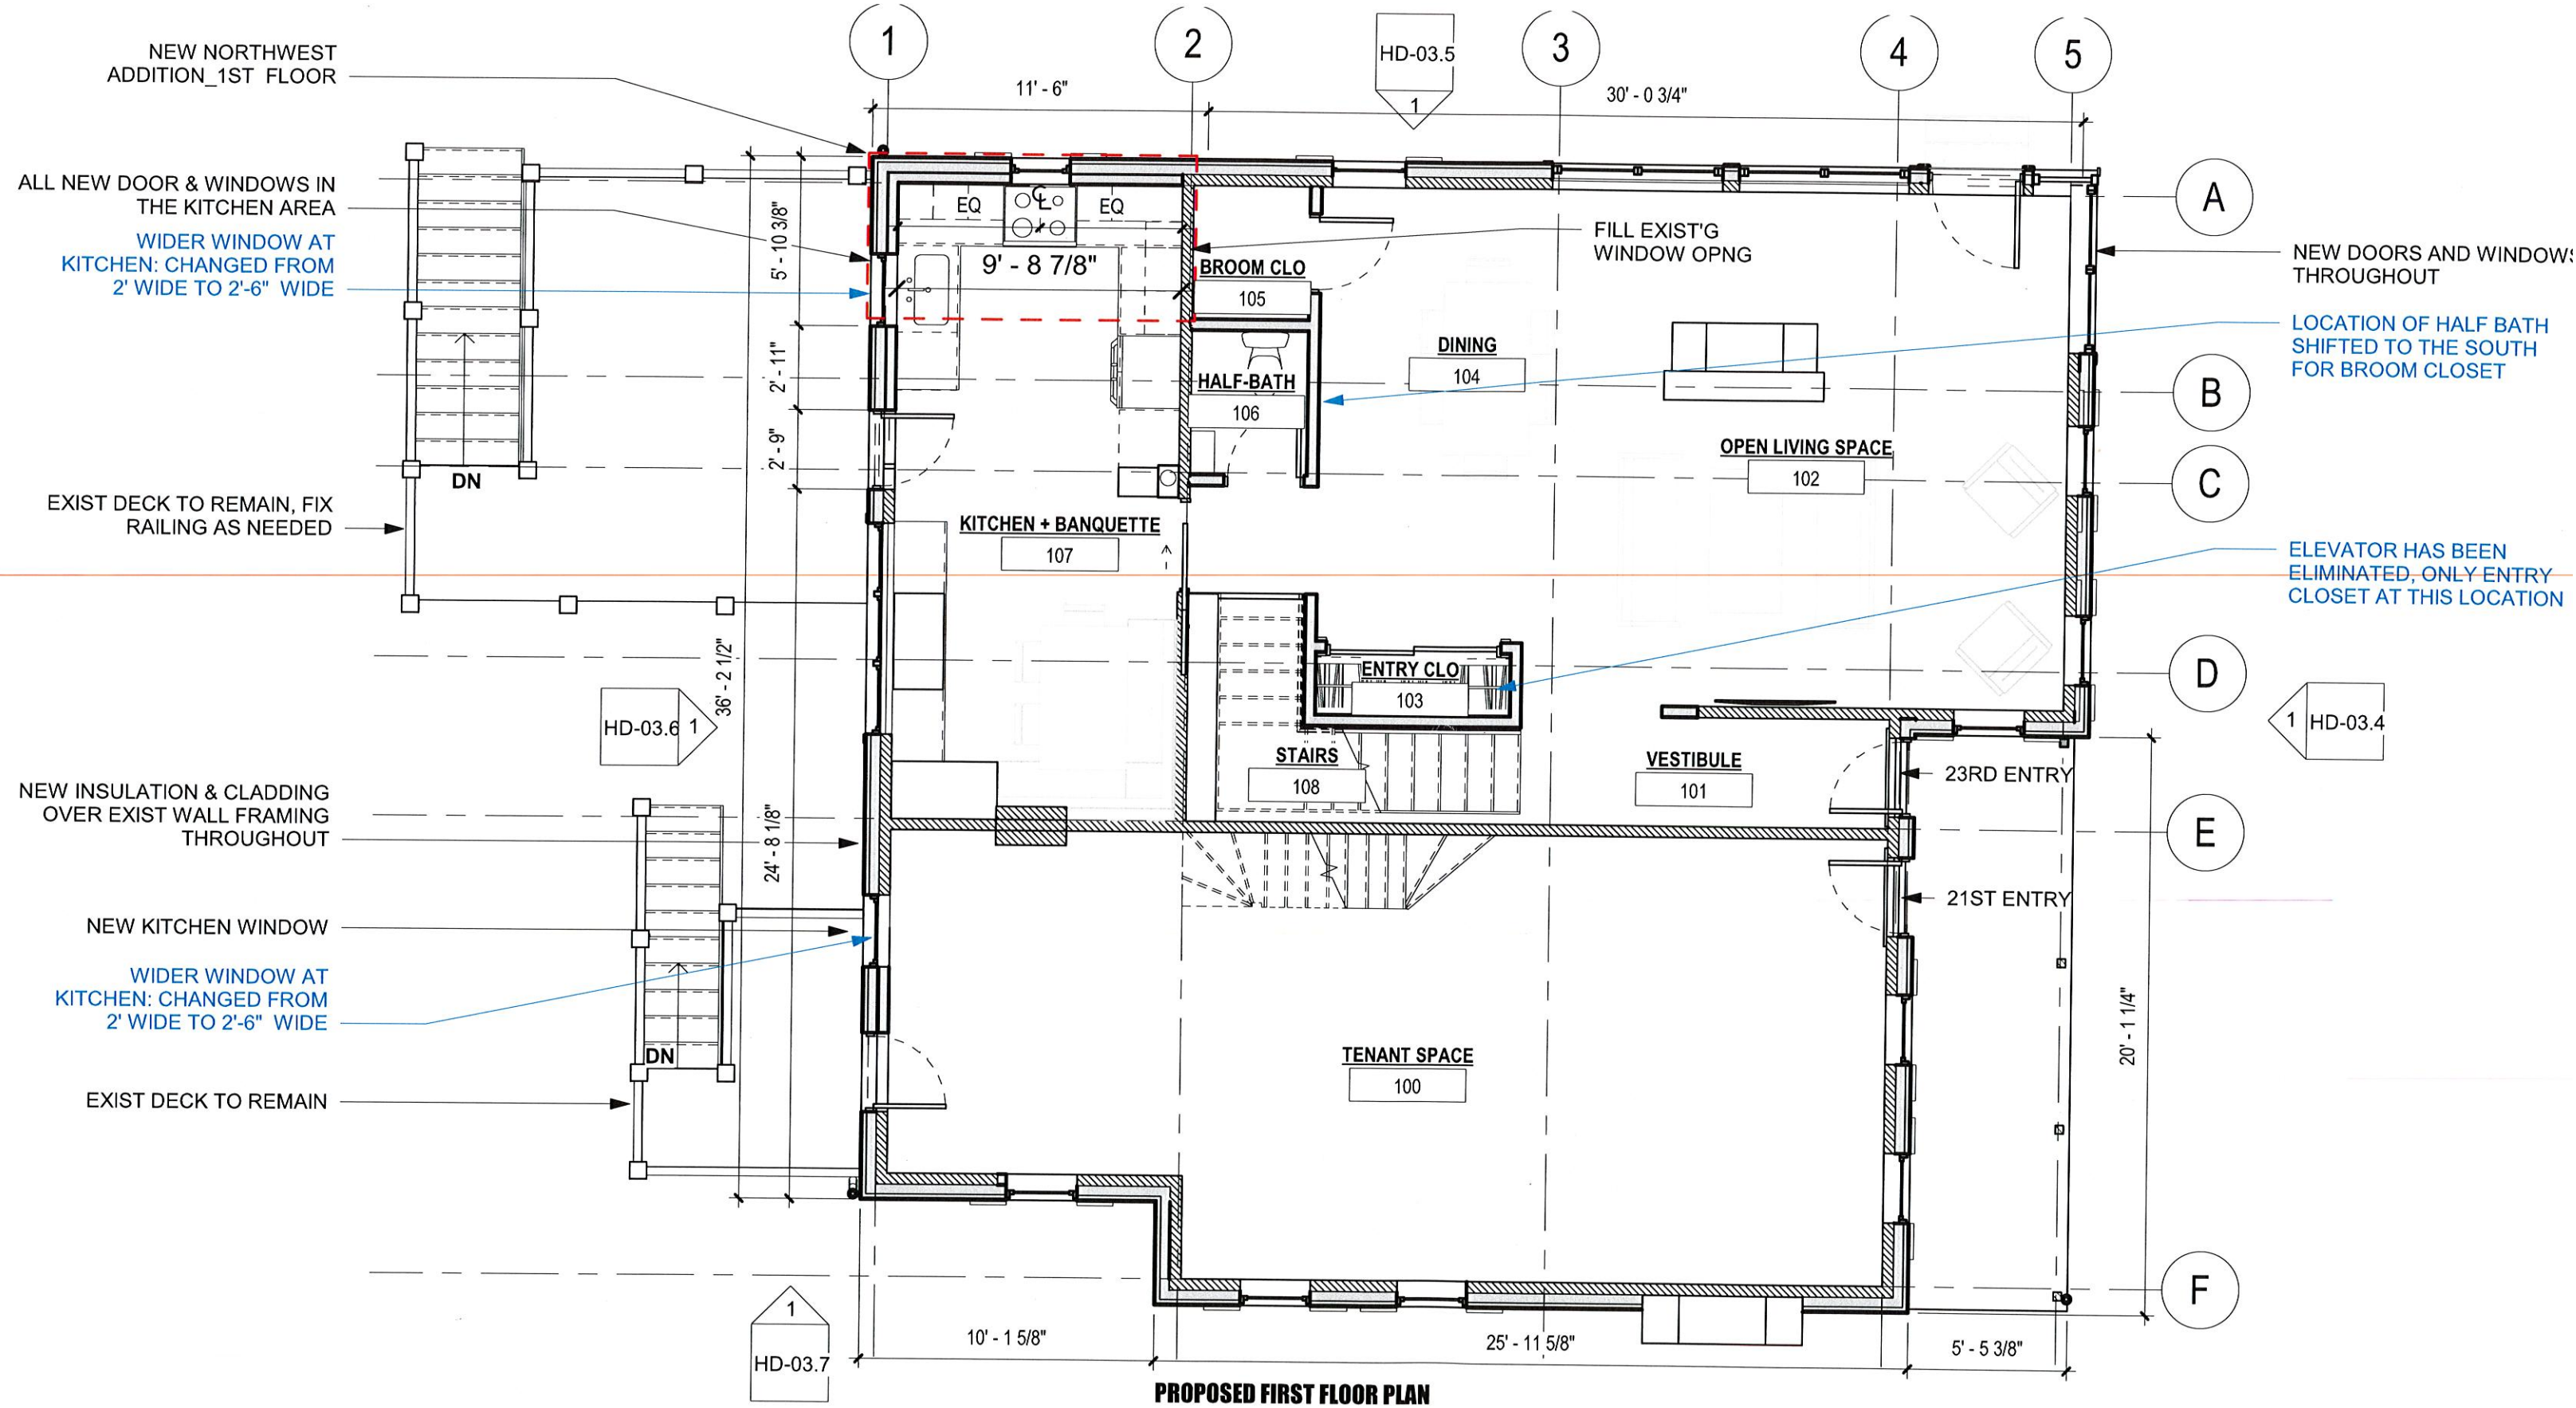 1
2
HD-03.5
1
3
4
5
NEW NORTHWEST
ADDITION_1ST FLOOR
11' - 6"
30' - 0 3/4"
ALL NEW DOOR & WINDOWS IN
THE KITCHEN AREA
WIDER WINDOW AT
KITCHEN: CHANGED FROM
2' WIDE TO 2'-6" WIDE
5' - 10 3/8"
EQ
CL
EQ
9' - 8 7/8"
BROOM CLO
105
FILL EXIST'G
WINDOW OPNG
A
NEW DOORS AND WINDOWS
THROUGHOUT
LOCATION OF HALF BATH
SHIFTED TO THE SOUTH
FOR BROOM CLOSET
2' - 11"
DINING
104
HALF-BATH
106
B
2' - 9"
DN
OPEN LIVING SPACE
102
C
EXIST DECK TO REMAIN, FIX
RAILING AS NEEDED
KITCHEN + BANQUETTE
107
ELEVATOR HAS BEEN
ELIMINATED, ONLY ENTRY
CLOSET AT THIS LOCATION
36' - 2 1/2"
ENTRY CLO
103
D
HD-03.6
1
1
HD-03.4
STAIRS
108
VESTIBULE
101
23RD ENTRY
NEW INSULATION & CLADDING
OVER EXIST WALL FRAMING
THROUGHOUT
24' - 8 1/8"
E
21ST ENTRY
NEW KITCHEN WINDOW
WIDER WINDOW AT
KITCHEN: CHANGED FROM
2' WIDE TO 2'-6" WIDE
DN
TENANT SPACE
100
20' - 1 1/4"
EXIST DECK TO REMAIN
F
1
HD-03.7
10' - 1 5/8"
25' - 11 5/8"
5' - 5 3/8"
PROPOSED FIRST FLOOR PLAN